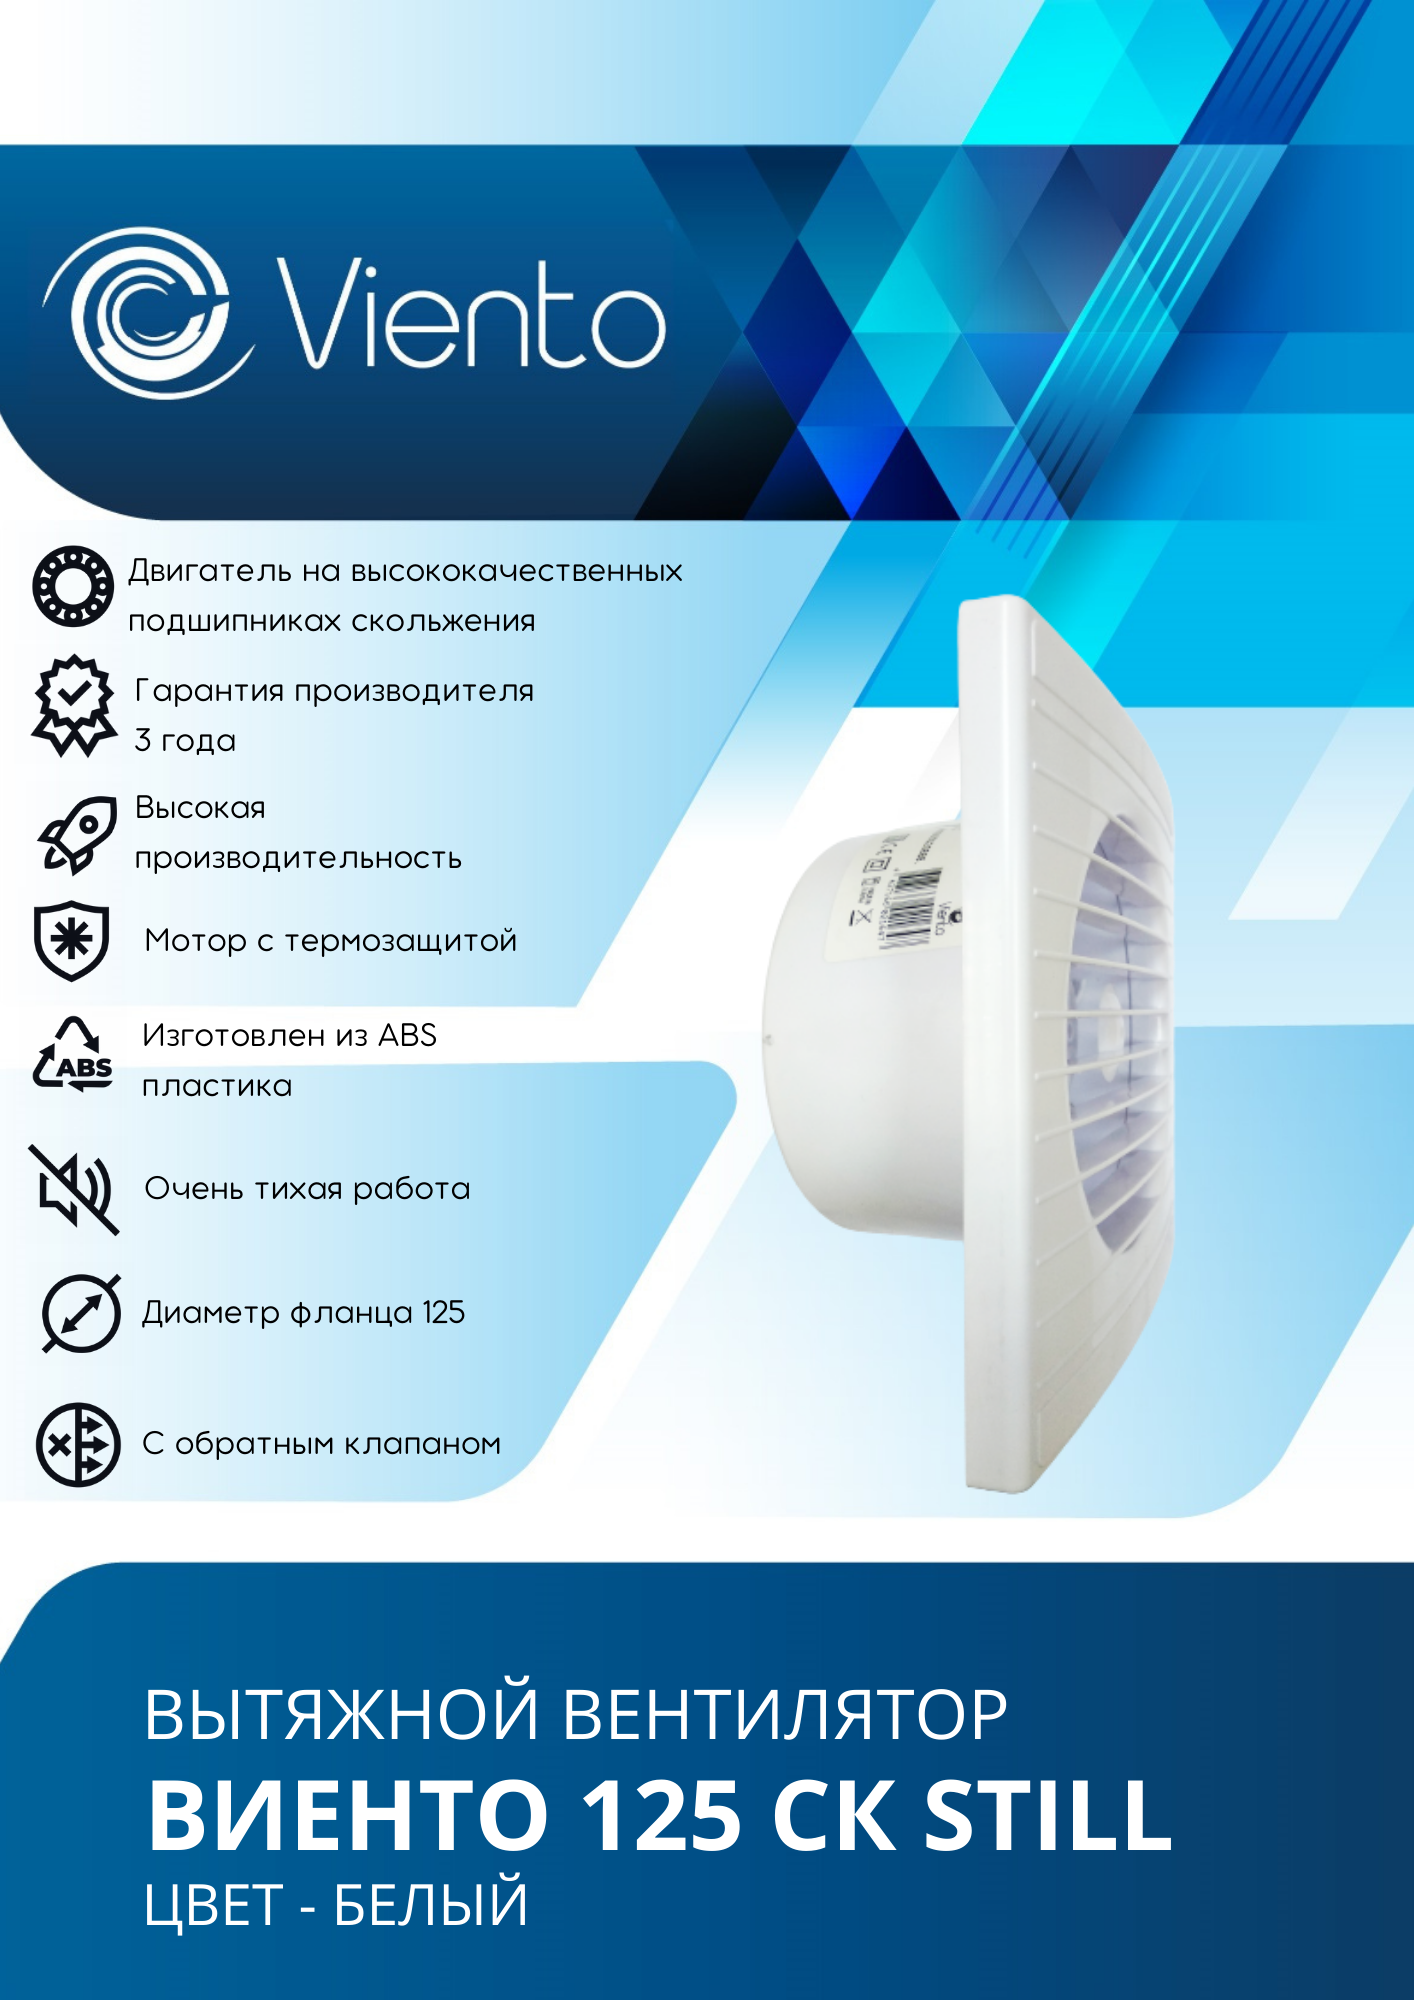 Viento
Двигатель на высококачественных
подшипниках скольжения
Гарантия производителя
3 года
Высокая
производительность
Мотор с термозащитой
ABS
Изготовлен из ABS
пластика
Очень тихая работа
Диаметр фланца 125
С обратным клапаном
Viento
ВЫТЯЖНОЙ ВЕНТИЛЯТОР
ВИЕНТО 125 СК STILL
ЦВЕТ - БЕЛЫЙ